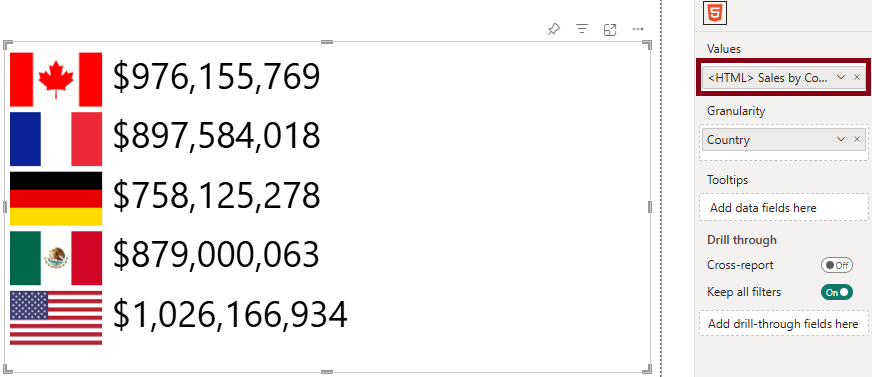 $976,155,769
$897,584,018
$758,125,278
$879,000,063
$1,026,166,934
5
Values
<HTML> Sales by Co...
Granularity
Country
Tooltips
Add data fields here
Drill through
Cross-report
Off
Keep all filters
On
Add drill-through fields here